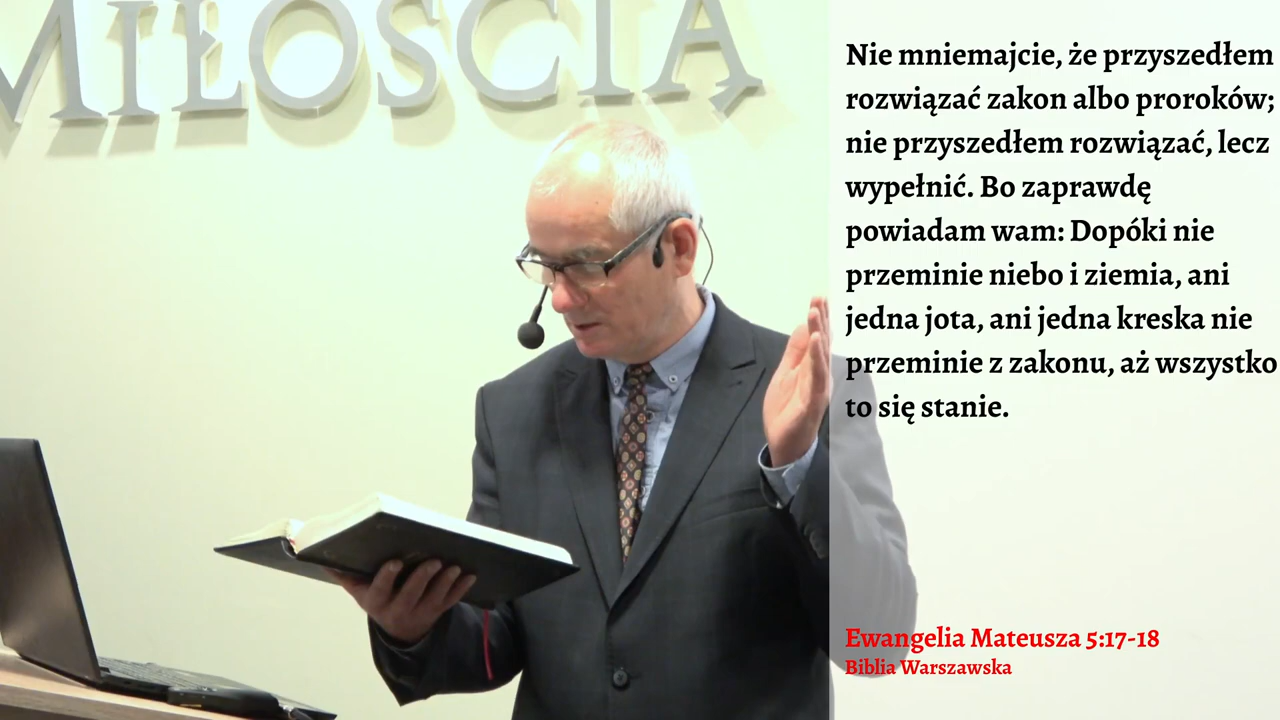 MIŁOŚCIĄ
Nie mniemajcie, że przyszedłem
rozwiązać zakon albo proroków;
nie przyszedłem rozwiązać, lecz
wypełnić. Bo zaprawdę
powiadam wam: Dopóki nie
przeminie niebo i ziemia, ani
jedna jota, ani jedna kreska nie
przeminie z zakonu, aż wszystko
to się stanie.
Ewangelia Mateusza 5:17-18
Biblia Warszawska